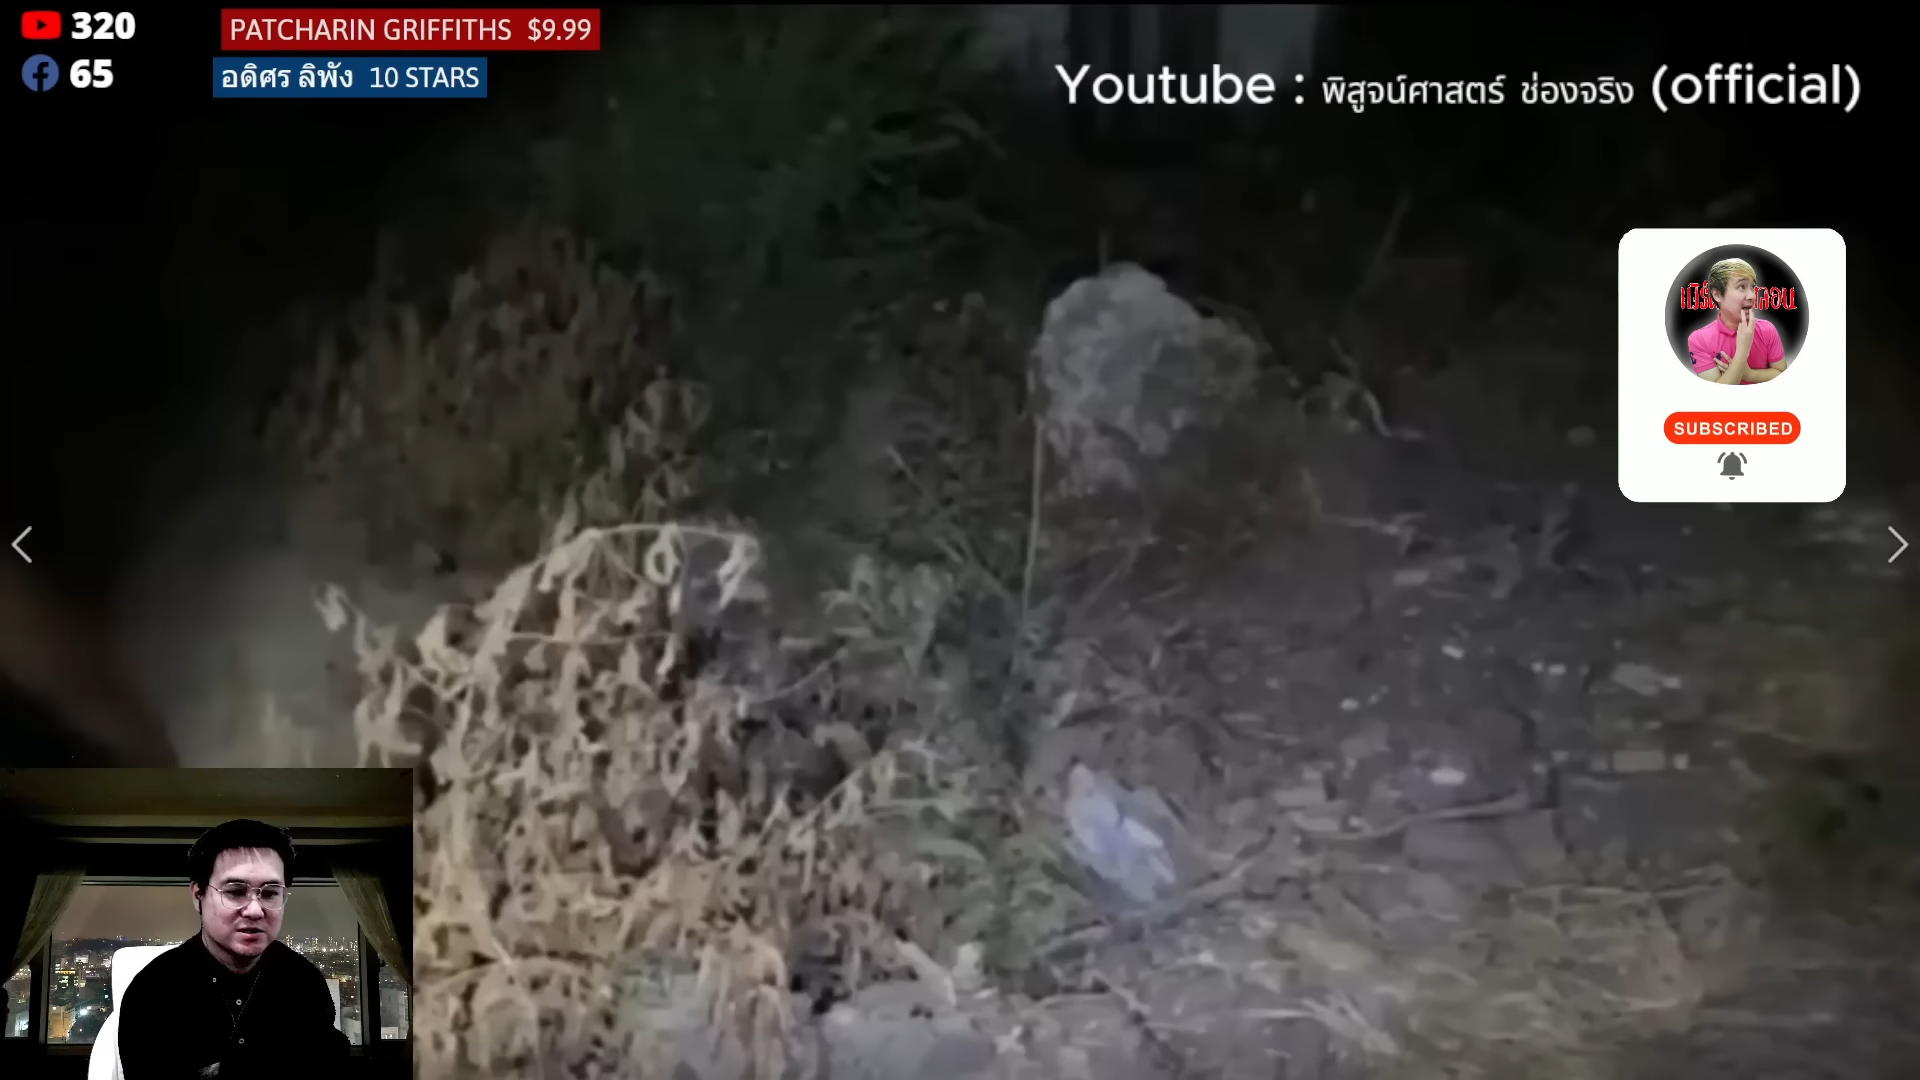 320
65
PATCHARIN GRIFFITHS $9.99
อดิศร ลิพัง 10 STARS
Youtube : พิสูจน์ศาสตร์ ช่องจริง (official)
SUBSCRIBED